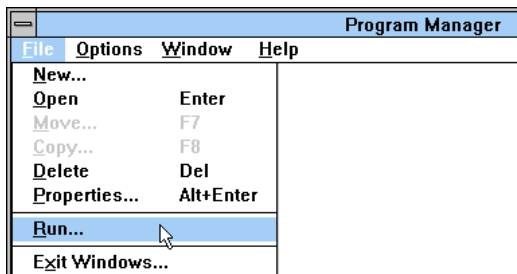 Program Manager
File Options Window Help
New...
Open Enter
Move... F7
Copy... F8
Delete Del
Properties... Alt+Enter
Run...
Exit Windows...